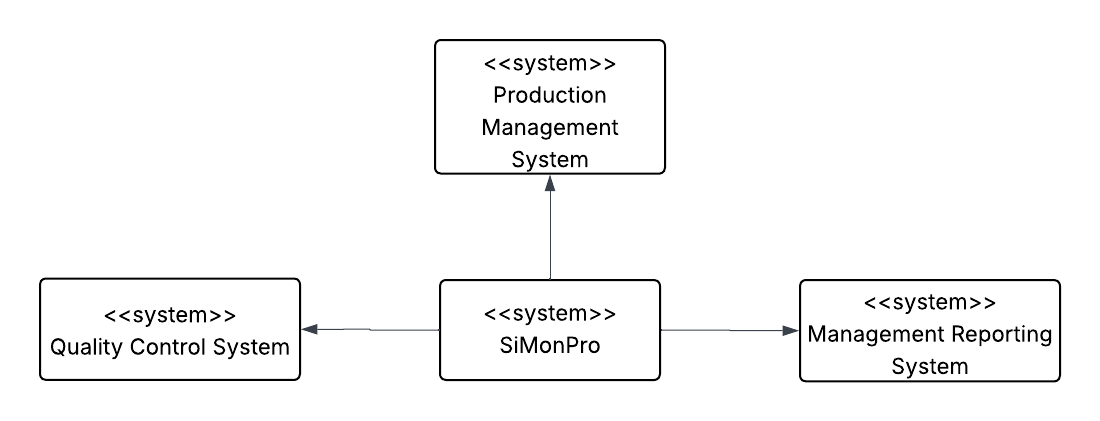 <<system>>
Production
Management
System
<<system>>
Quality Control System
<<system>>
SiMonPro
<<system>>
Management Reporting
System